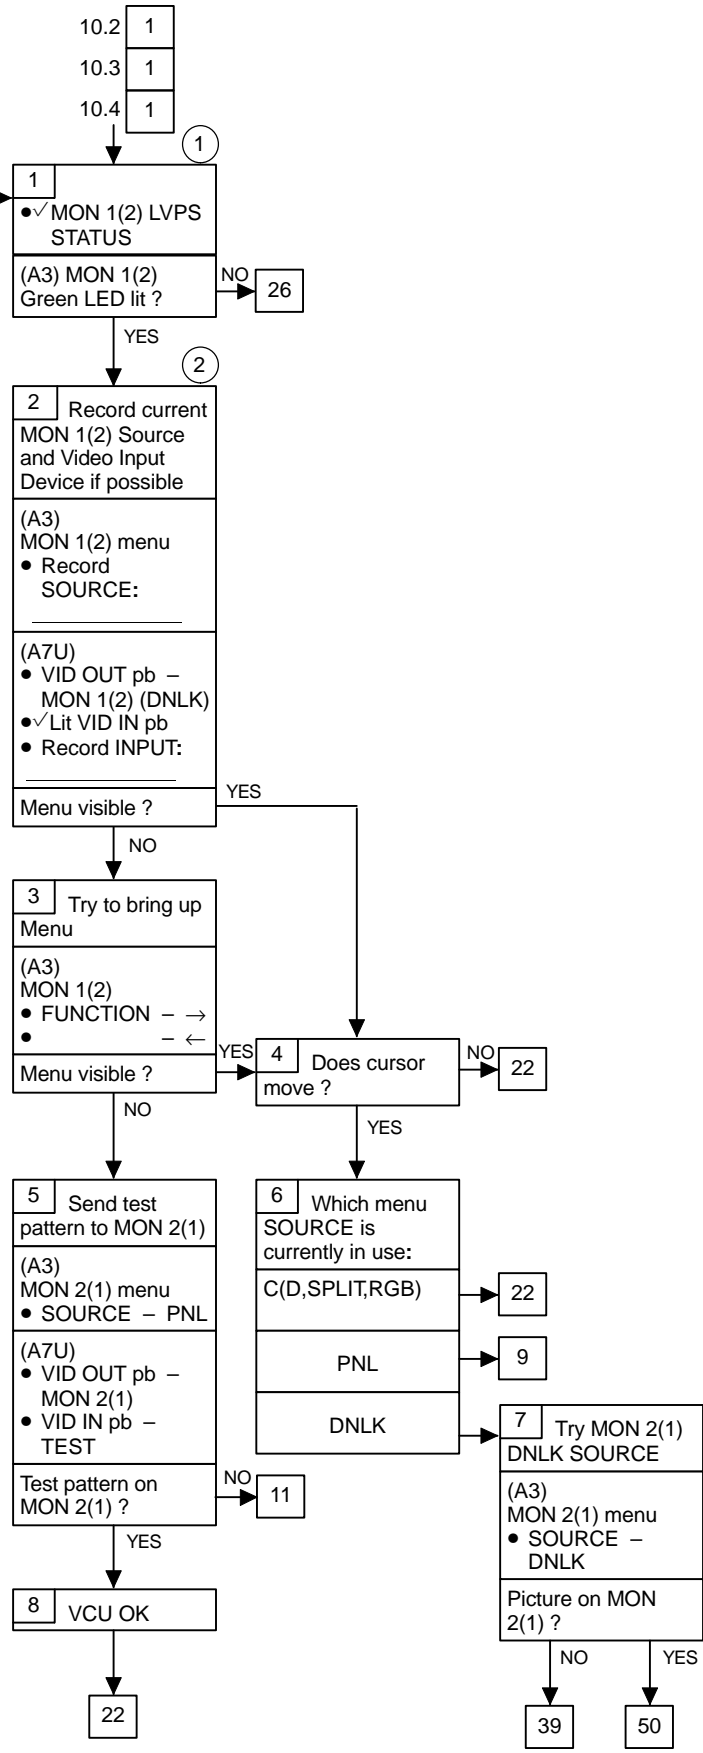 10.2 1
10.3 1
10.4 1
1
1
●√ MON 1(2) LVPS
STATUS
(A3) MON 1(2)
Green LED lit ?
NO
26
YES
2
2 Record current
MON 1(2) Source
and Video Input
Device if possible
(A3)
MON 1(2) menu
● Record
SOURCE:
(A7U)
● VID OUT pb –
MON 1(2) (DNLK)
●√ Lit VID IN pb
● Record INPUT:
Menu visible ?
YES
NO
3 Try to bring up
Menu
(A3)
MON 1(2)
● FUNCTION – →
● – ←
Menu visible ?
YES
NO
4 Does cursor
move ?
NO
22
YES
5 Send test
pattern to MON 2(1)
(A3)
MON 2(1) menu
● SOURCE – PNL
(A7U)
● VID OUT pb –
MON 2(1)
● VID IN pb –
TEST
Test pattern on
MON 2(1) ?
NO
11
YES
6 Which menu
SOURCE is
currently in use:
C(D,SPLIT,RGB)
22
PNL
9
DNLK
7 Try MON 2(1)
DNLK SOURCE
(A3)
MON 2(1) menu
● SOURCE –
DNLK
Picture on MON
2(1) ?
NO
YES
39
50
8 VCU OK
22